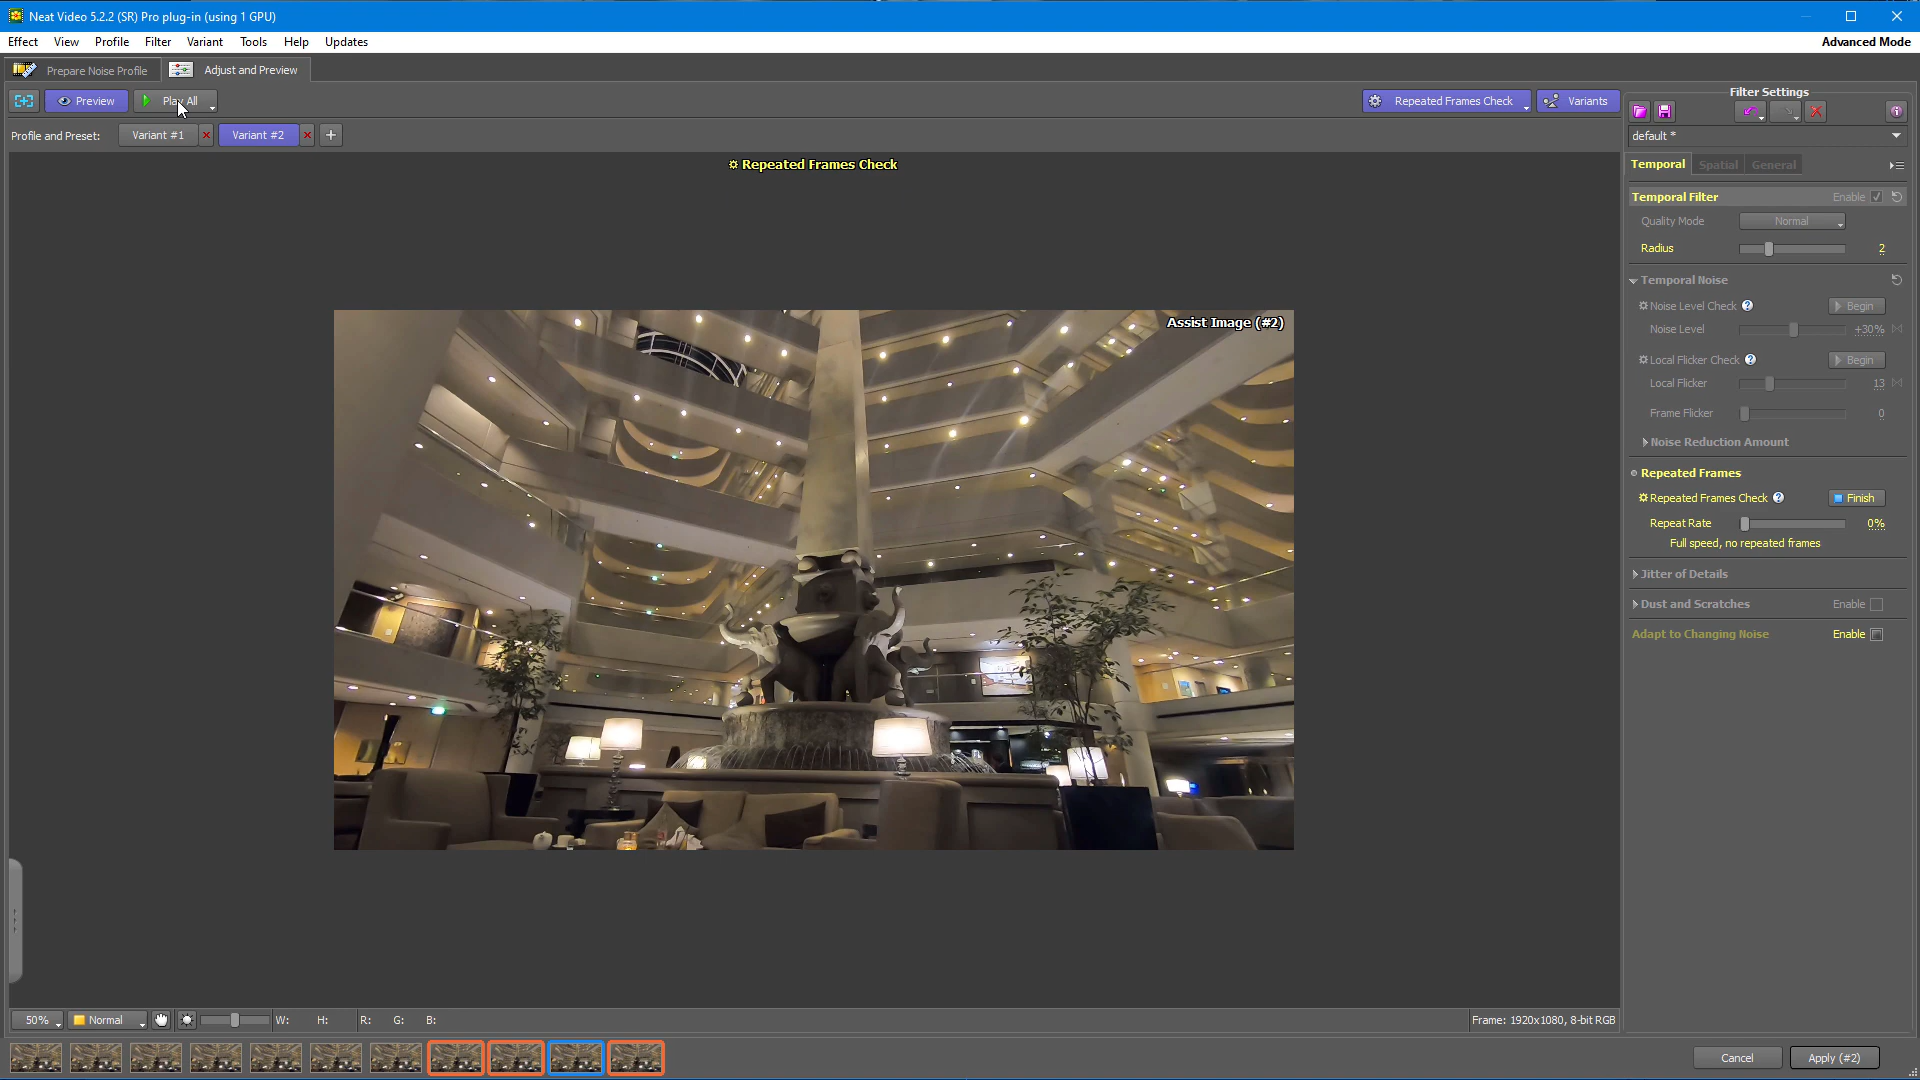 Neat Video 5.2.2 (SR) Pro plug-in (using 1 GPU)
Effect View Profile Filter Variant Tools Help Updates Advanced Mode
Prepare Noise Profile Adjust and Preview
Preview Play All Repeated Frames Check Variants
Profile and Preset: Variant #1 Variant #2
Repeated Frames Check
Assist Image (#2)
Filter Settings
default *
Temporal Spatial General
Temporal Filter Enable
Quality Mode Normal
Radius 2
Temporal Noise
Noise Level Check Begin
Noise Level +30%
Local Flicker Check Begin
Local Flicker 13
Frame Flicker 0
Noise Reduction Amount
Repeated Frames
Repeated Frames Check Finish
Repeat Rate 0%
Full speed, no repeated frames
Jitter of Details
Dust and Scratches Enable
Adapt to Changing Noise Enable
50% Normal W: H: R: G: B: Frame: 1920x1080, 8-bit RGB
Cancel Apply (#2)